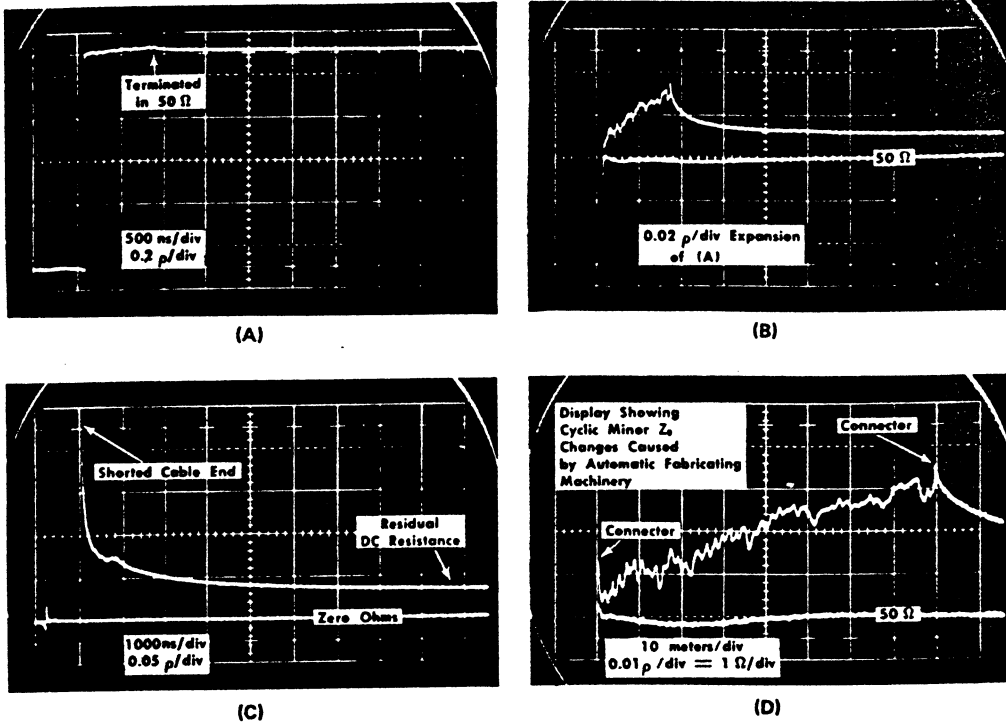 Terminated
in 50 Ω
500 ns/div
0.2 ρ/div
(A)
50 Ω
0.02 ρ/div Expansion
of (A)
(B)
Shorted Cable End
Residual
DC Resistance
Zero Ohms
1000ns/div
0.05 ρ/div
(C)
Display Showing
Cyclic Minor Z₀
Changes Caused
by Automatic Fabricating
Machinery
Connector
Connector
50 Ω
10 meters/div
0.01ρ /div = 1 Ω/div
(D)